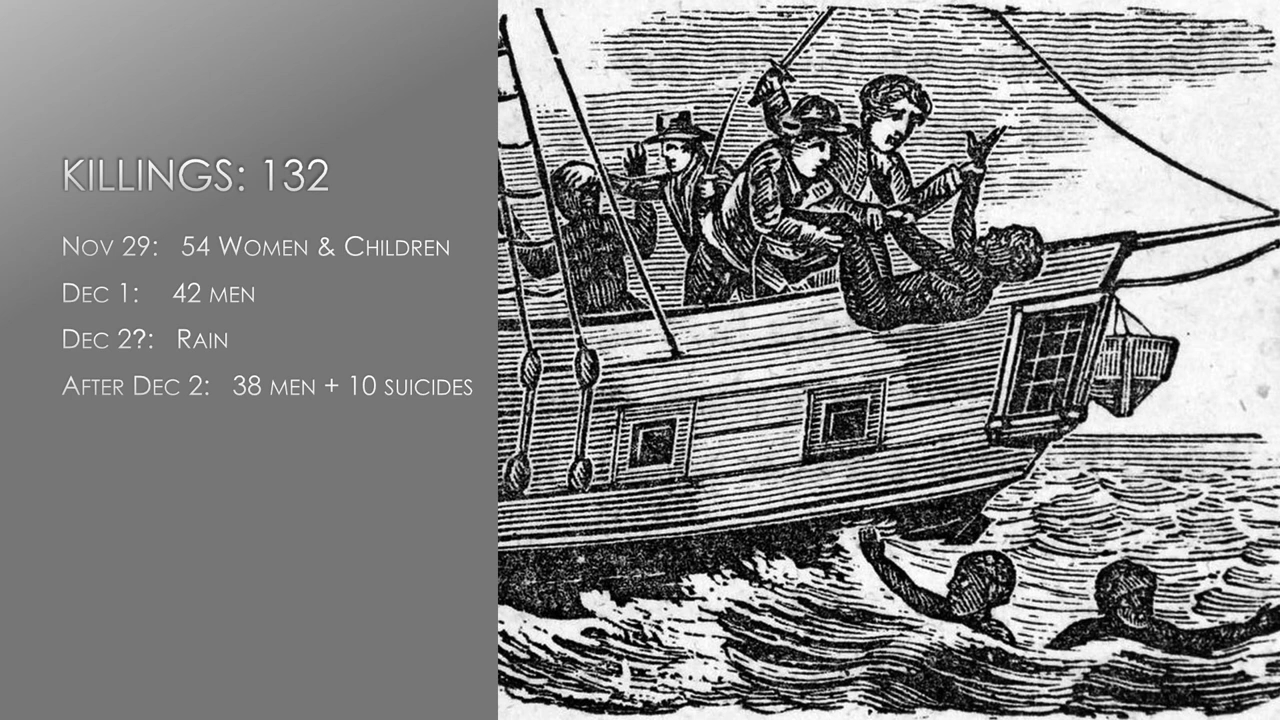 KILLINGS: 132
NOV 29: 54 WOMEN & CHILDREN
DEC 1: 42 MEN
DEC 2?: RAIN
AFTER DEC 2: 38 MEN + 10 SUICIDES